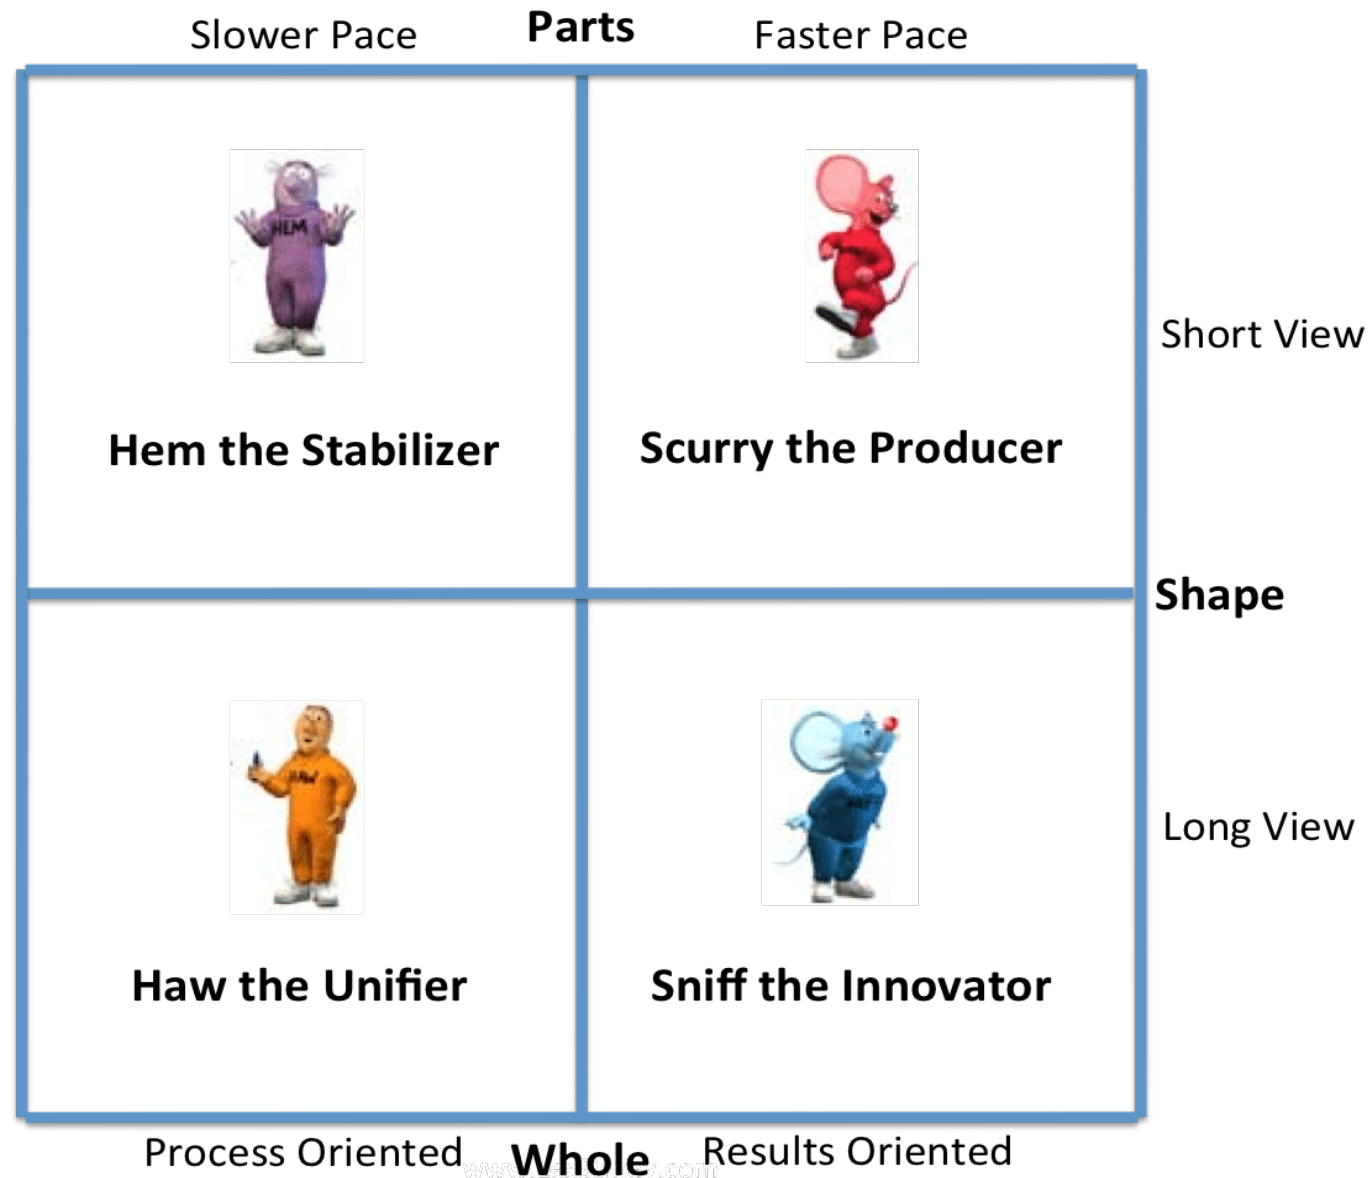 Slower Pace Parts Faster Pace
HEM
Hem the Stabilizer Scurry the Producer
Short View
Shape
HAW
Long View
Haw the Unifier Sniff the Innovator
Process Oriented Whole Results Oriented